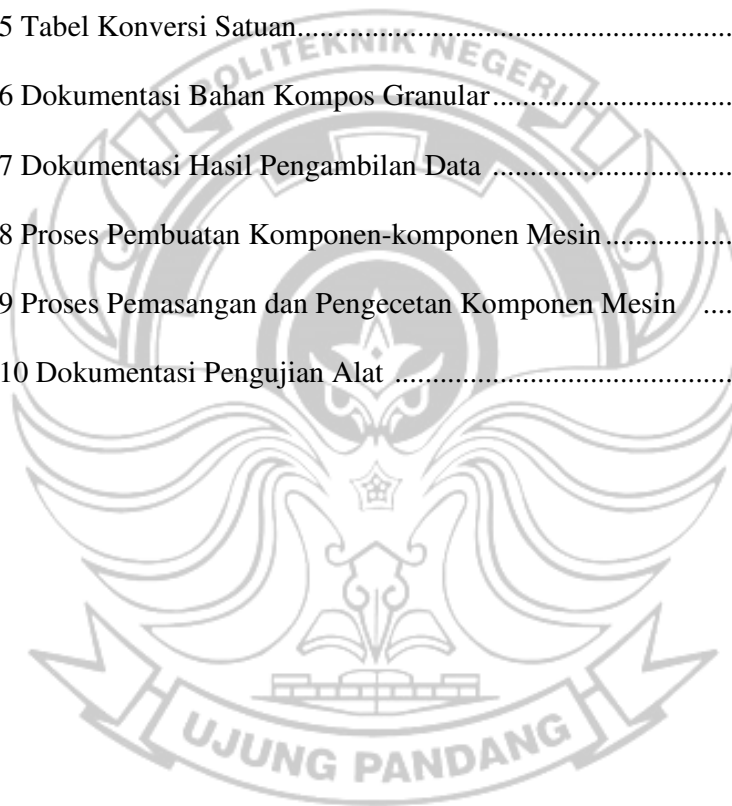 5 Tabel Konversi Satuan..........................................................
POLITEKNIK NEGERI
6 Dokumentasi Bahan Kompos Granular................................
7 Dokumentasi Hasil Pengambilan Data ................................
8 Proses Pembuatan Komponen-komponen Mesin.................
9 Proses Pemasangan dan Pengecetan Komponen Mesin ....
10 Dokumentasi Pengujian Alat .............................................
UJUNG PANDANG